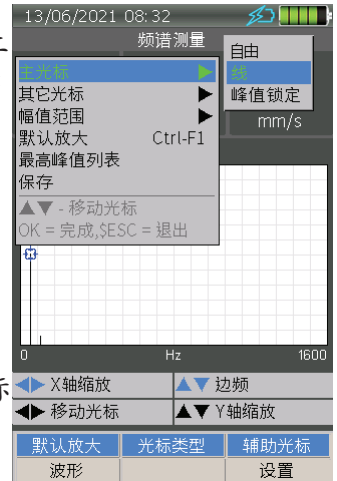 13/06/2021 08:32
频谱测量
自由
线
峰值锁定
主光标 ▶
其它光标 ▶
幅值范围 ▶
默认放大 Ctrl-F1
最高峰值列表
保存
▲▼ - 移动光标
OK = 完成,$ESC = 退出
mm/s
0 Hz 1600
标
◀▶ X轴缩放 ▲▼ 边频
◀▶ 移动光标 ▲▼ Y轴缩放
默认放大 光标类型 辅助光标
波形 设置